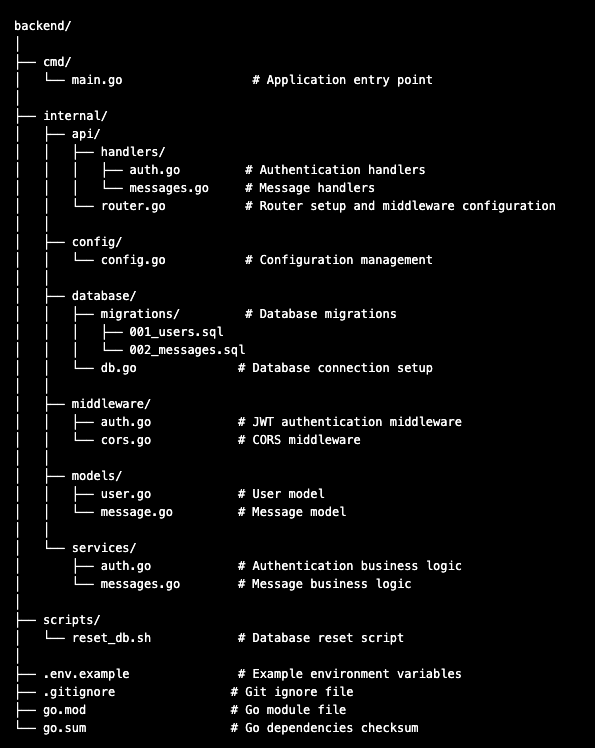 backend/
│
├── cmd/
│   └── main.go                  # Application entry point
│
├── internal/
│   ├── api/
│   │   ├── handlers/
│   │   │   ├── auth.go         # Authentication handlers
│   │   │   └── messages.go     # Message handlers
│   │   └── router.go           # Router setup and middleware configuration
│   │
│   ├── config/
│   │   └── config.go           # Configuration management
│   │
│   ├── database/
│   │   ├── migrations/         # Database migrations
│   │   │   ├── 001_users.sql
│   │   │   └── 002_messages.sql
│   │   └── db.go              # Database connection setup
│   │
│   ├── middleware/
│   │   ├── auth.go            # JWT authentication middleware
│   │   └── cors.go            # CORS middleware
│   │
│   ├── models/
│   │   ├── user.go            # User model
│   │   └── message.go         # Message model
│   │
│   └── services/
│       ├── auth.go            # Authentication business logic
│       └── messages.go        # Message business logic
│
├── scripts/
│   └── reset_db.sh            # Database reset script
│
├── .env.example               # Example environment variables
├── .gitignore                # Git ignore file
├── go.mod                    # Go module file
└── go.sum                    # Go dependencies checksum